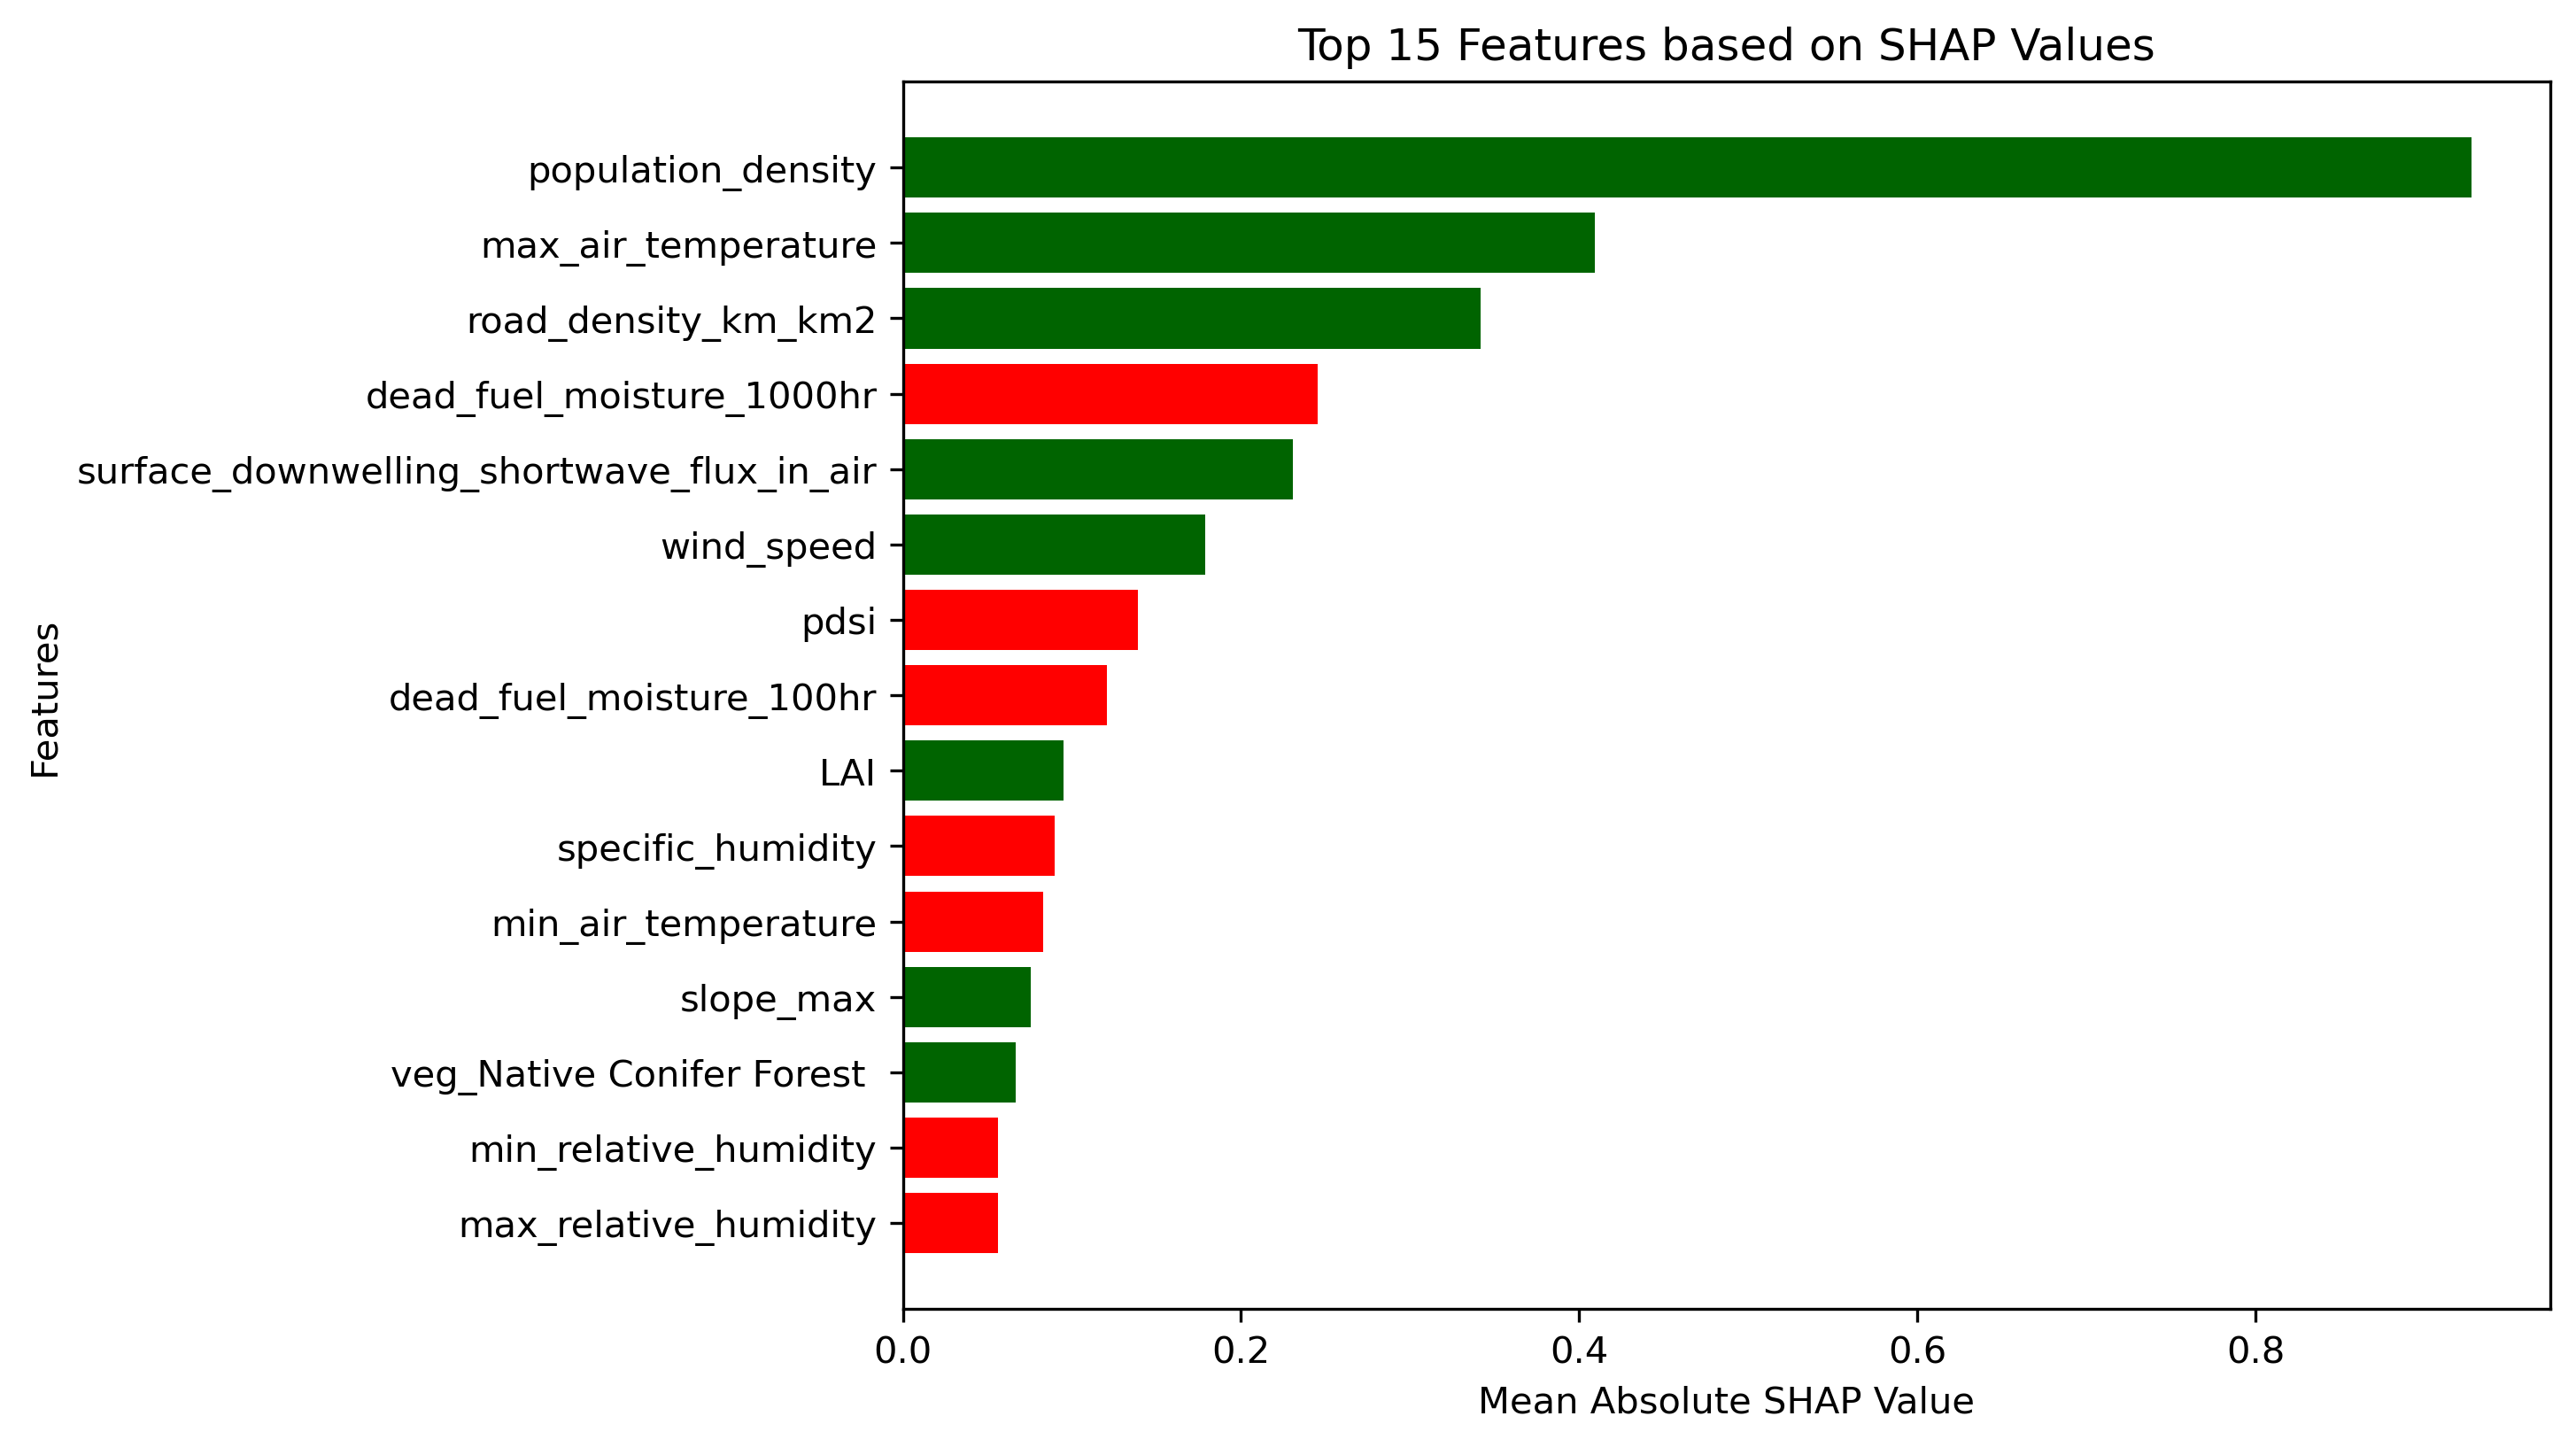 Top 15 Features based on SHAP Values
population_density
max_air_temperature
road_density_km_km2
dead_fuel_moisture_1000hr
surface_downwelling_shortwave_flux_in_air
wind_speed
pdsi
dead_fuel_moisture_100hr
LAI
specific_humidity
min_air_temperature
slope_max
veg_Native Conifer Forest
min_relative_humidity
max_relative_humidity
Features
0.0 0.2 0.4 0.6 0.8
Mean Absolute SHAP Value